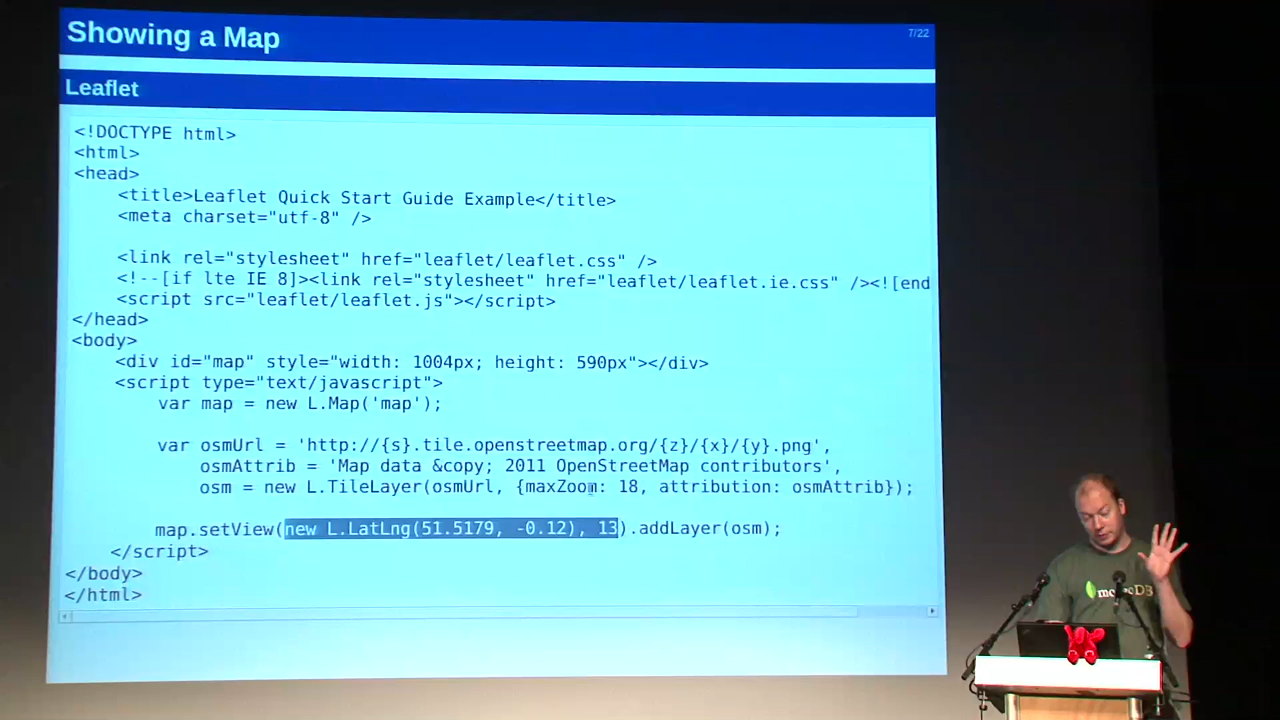 Showing a Map
7/22
Leaflet
<!DOCTYPE html>
<html>
<head>
<title>Leaflet Quick Start Guide Example</title>
<meta charset="utf-8" />
<link rel="stylesheet" href="leaflet/leaflet.css" />
<!--[if lte IE 8]><link rel="stylesheet" href="leaflet/leaflet.ie.css" /><![end
<script src="leaflet/leaflet.js"></script>
</head>
<body>
<div id="map" style="width: 1004px; height: 590px"></div>
<script type="text/javascript">
var map = new L.Map('map');
var osmUrl = 'http://{s}.tile.openstreetmap.org/{z}/{x}/{y}.png',
osmAttrib = 'Map data &copy; 2011 OpenStreetMap contributors',
osm = new L.TileLayer(osmUrl, {maxZoom: 18, attribution: osmAttrib});
map.setView(new L.LatLng(51.5179, -0.12), 13).addLayer(osm);
</script>
</body>
</html>
mongoDB